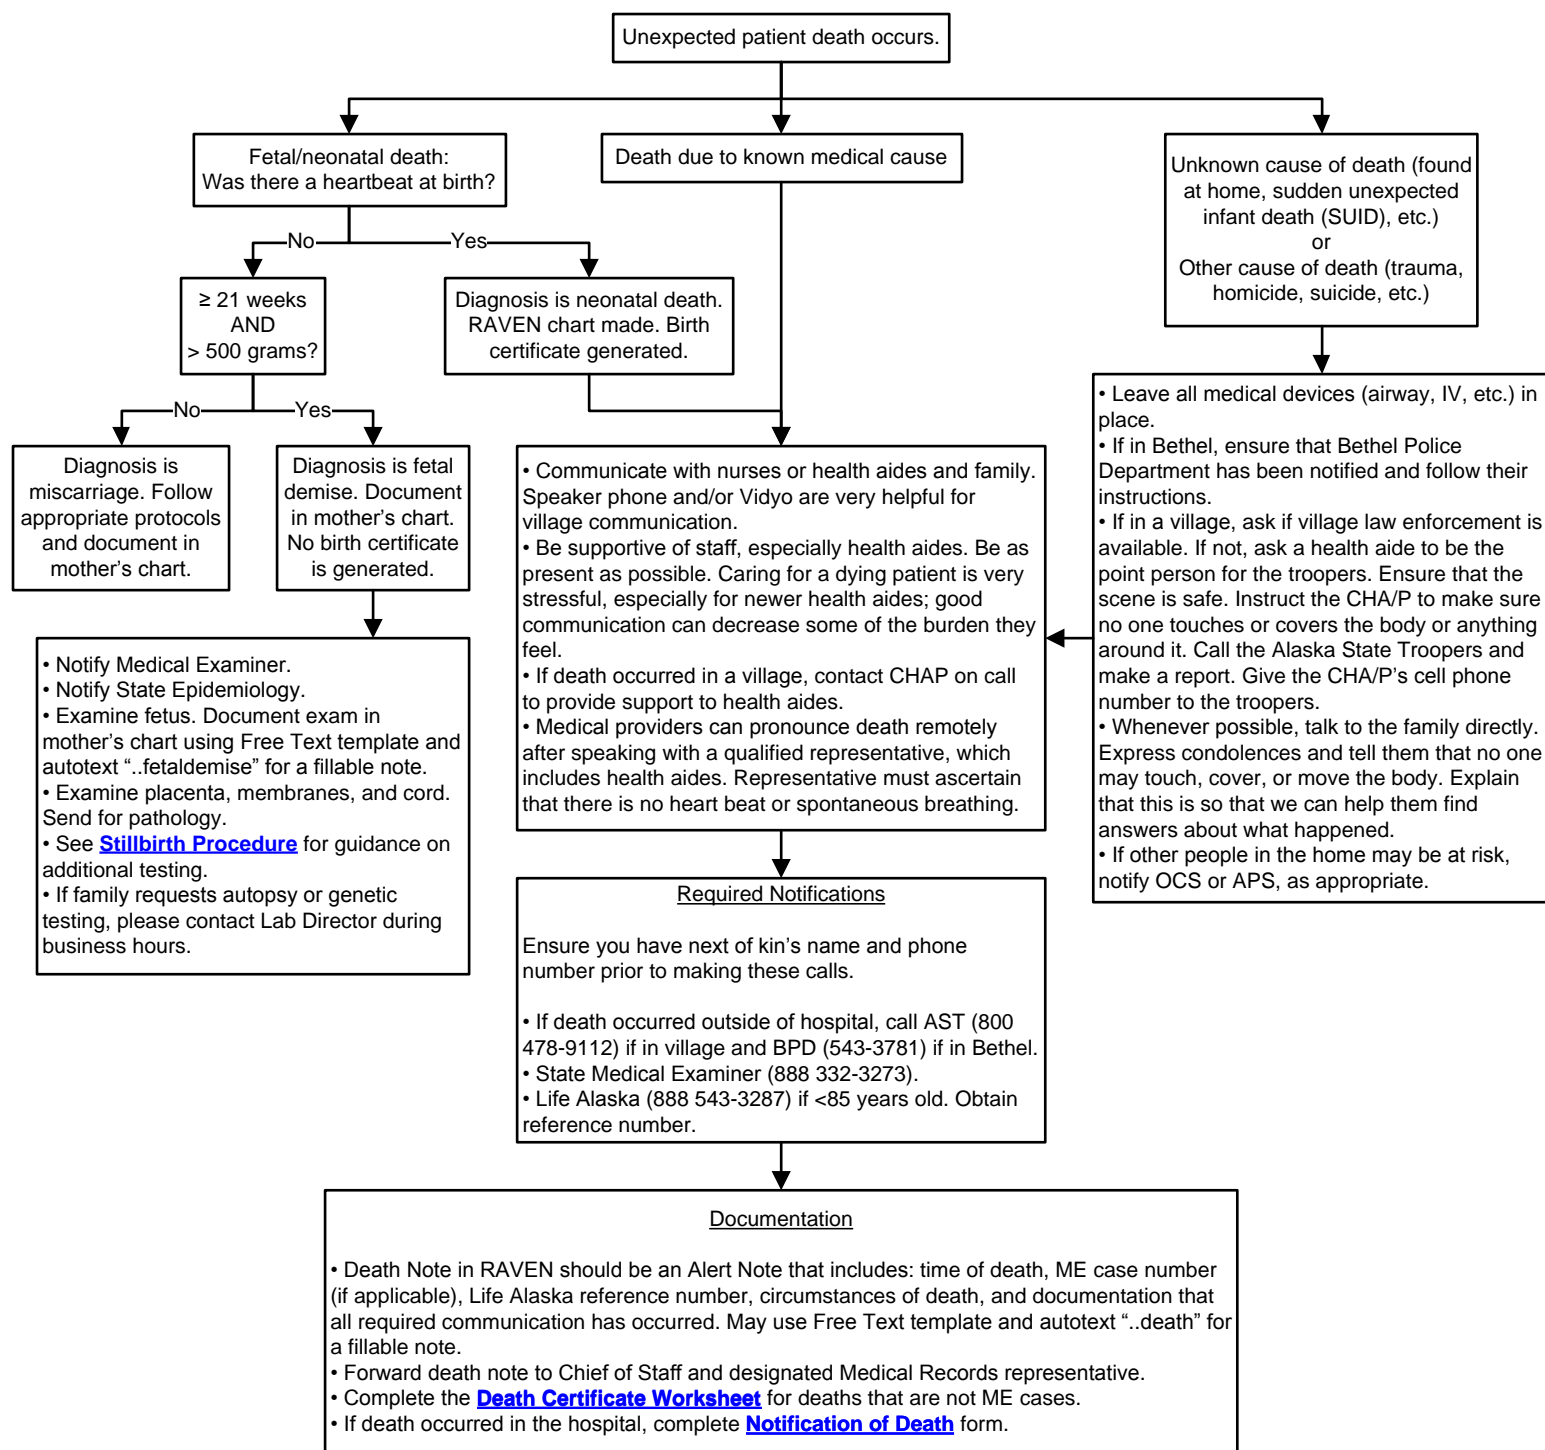 Unexpected patient death occurs.
Fetal/neonatal death:
Was there a heartbeat at birth?
Death due to known medical cause
Unknown cause of death (found
at home, sudden unexpected
infant death (SUID), etc.)
or
Other cause of death (trauma,
homicide, suicide, etc.)
No
Yes
≥ 21 weeks
AND
> 500 grams?
Diagnosis is neonatal death.
RAVEN chart made. Birth
certificate generated.
No
Yes
Diagnosis is
miscarriage. Follow
appropriate protocols
and document in
mother’s chart.
Diagnosis is fetal
demise. Document
in mother’s chart.
No birth certificate
is generated.
• Notify Medical Examiner.
• Notify State Epidemiology.
• Examine fetus. Document exam in
mother’s chart using Free Text template and
autotext “..fetaldemise” for a fillable note.
• Examine placenta, membranes, and cord.
Send for pathology.
• See Stillbirth Procedure for guidance on
additional testing.
• If family requests autopsy or genetic
testing, please contact Lab Director during
business hours.
• Communicate with nurses or health aides and family.
Speaker phone and/or Vidyo are very helpful for
village communication.
• Be supportive of staff, especially health aides. Be as
present as possible. Caring for a dying patient is very
stressful, especially for newer health aides; good
communication can decrease some of the burden they
feel.
• If death occurred in a village, contact CHAP on call
to provide support to health aides.
• Medical providers can pronounce death remotely
after speaking with a qualified representative, which
includes health aides. Representative must ascertain
that there is no heart beat or spontaneous breathing.
• Leave all medical devices (airway, IV, etc.) in
place.
• If in Bethel, ensure that Bethel Police
Department has been notified and follow their
instructions.
• If in a village, ask if village law enforcement is
available. If not, ask a health aide to be the
point person for the troopers. Ensure that the
scene is safe. Instruct the CHA/P to make sure
no one touches or covers the body or anything
around it. Call the Alaska State Troopers and
make a report. Give the CHA/P’s cell phone
number to the troopers.
• Whenever possible, talk to the family directly.
Express condolences and tell them that no one
may touch, cover, or move the body. Explain
that this is so that we can help them find
answers about what happened.
• If other people in the home may be at risk,
notify OCS or APS, as appropriate.
Required Notifications
Ensure you have next of kin’s name and phone
number prior to making these calls.
• If death occurred outside of hospital, call AST (800
478-9112) if in village and BPD (543-3781) if in Bethel.
• State Medical Examiner (888 332-3273).
• Life Alaska (888 543-3287) if <85 years old. Obtain
reference number.
Documentation
• Death Note in RAVEN should be an Alert Note that includes: time of death, ME case number
(if applicable), Life Alaska reference number, circumstances of death, and documentation that
all required communication has occurred. May use Free Text template and autotext “..death” for
a fillable note.
• Forward death note to Chief of Staff and designated Medical Records representative.
• Complete the Death Certificate Worksheet for deaths that are not ME cases.
• If death occurred in the hospital, complete Notification of Death form.